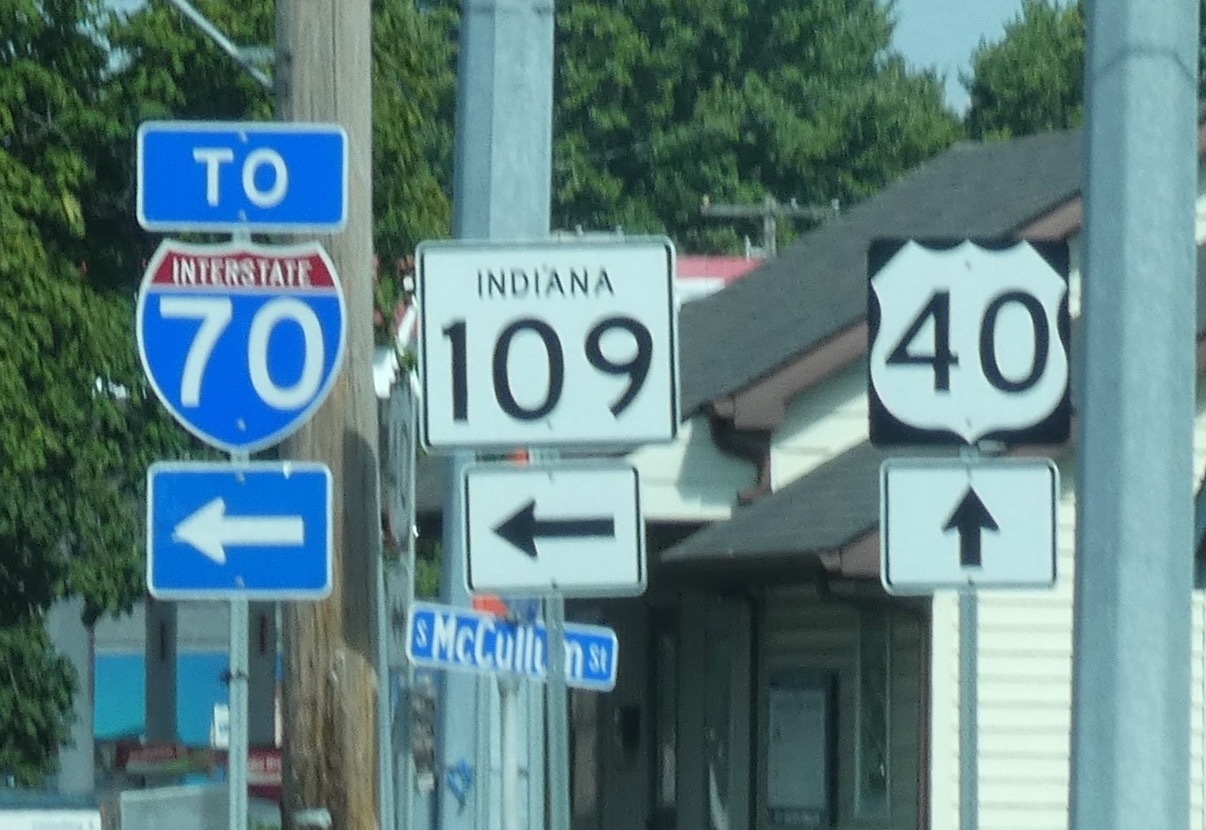 TO
INTERSTATE
70
INDIANA
109
40
S McCullum St